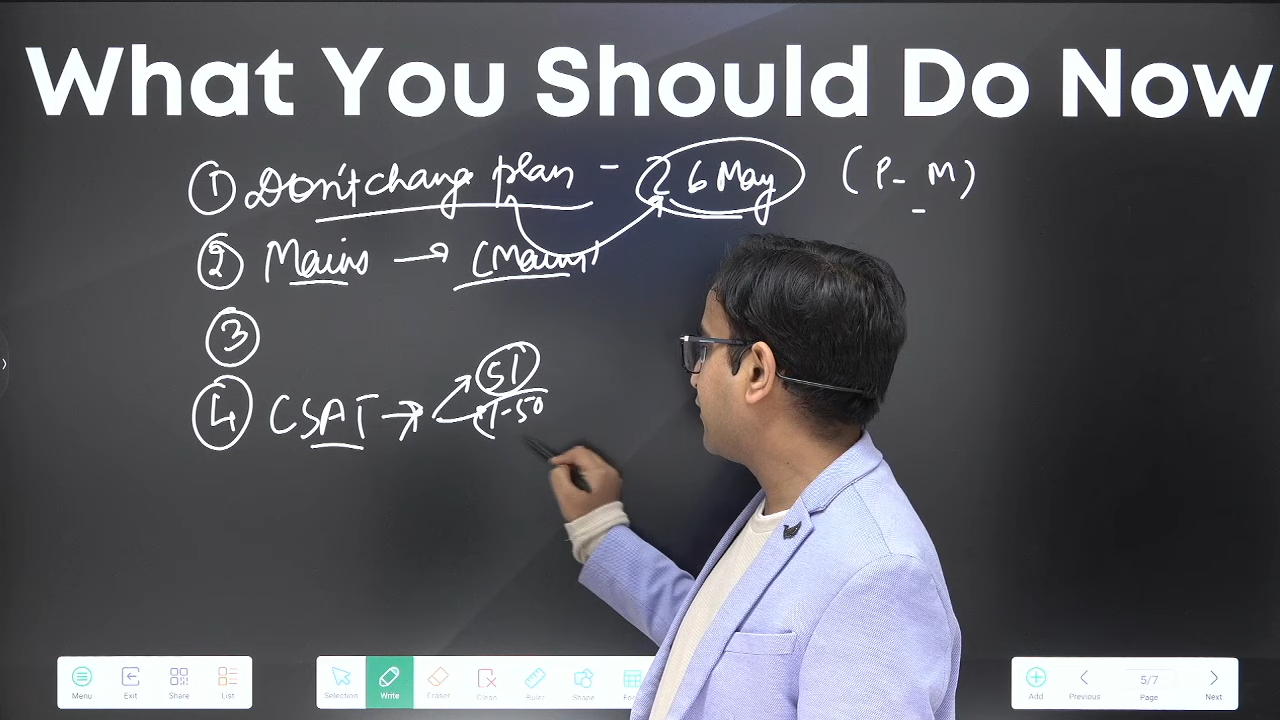 What You Should Do Now
① Don't change plan - 26 May (P - M)
② Mains → (Mains)
③
④ CSAT → 51
1-50
Menu Exit Share List Selection Write Eraser Clean Ruler Shape Add Previous 5/7 Page Next